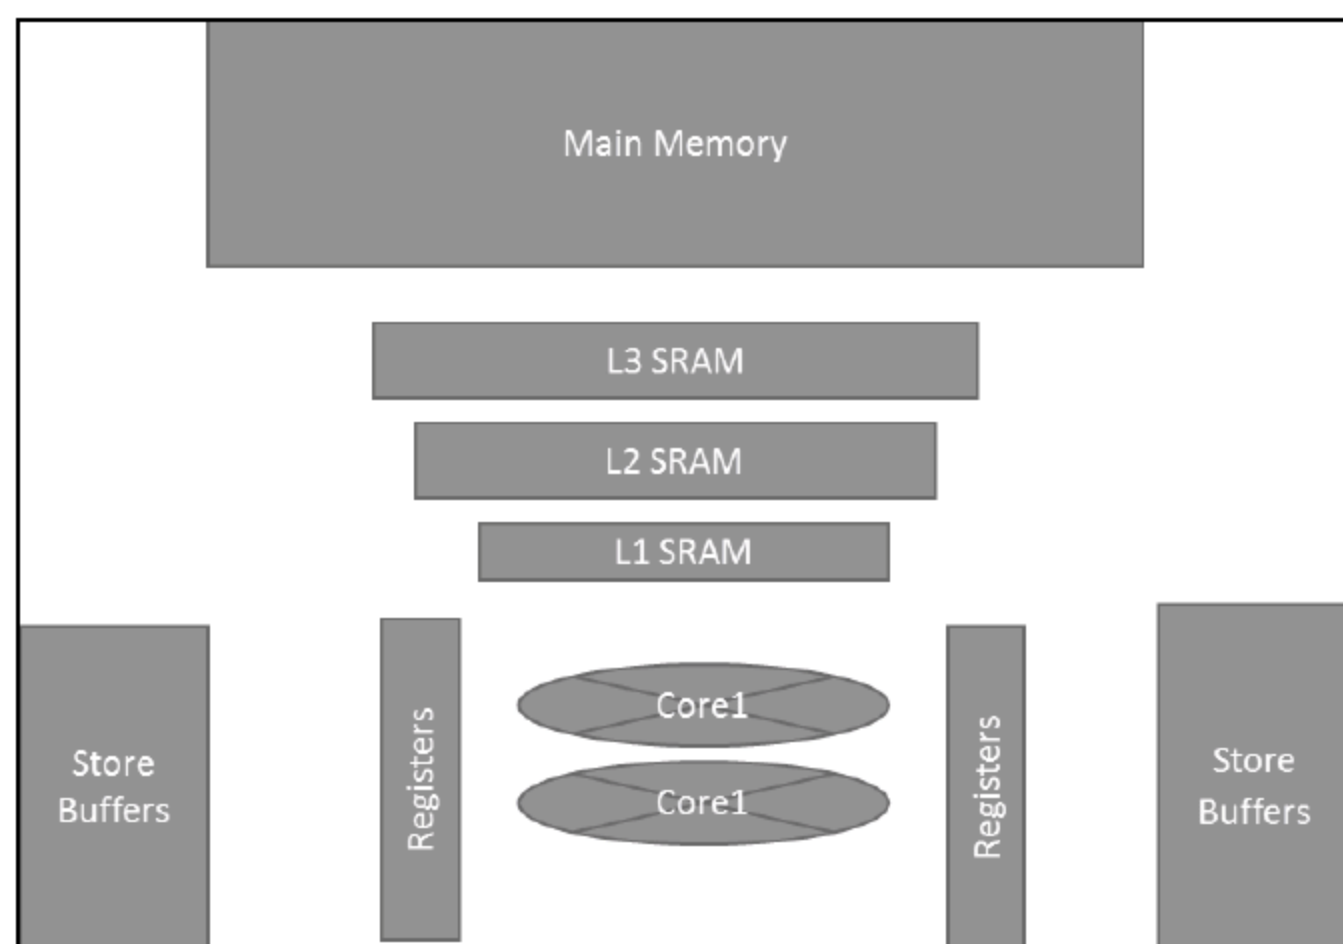 Main Memory
L3 SRAM
L2 SRAM
L1 SRAM
Store
Buffers
Registers
Core1
Core1
Registers
Store
Buffers